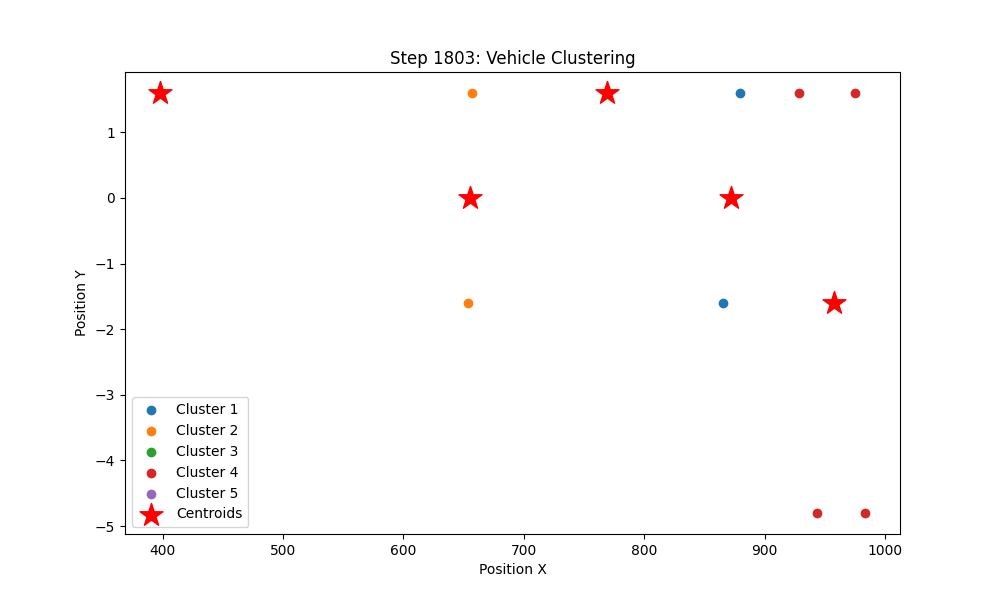 Step 1803: Vehicle Clustering
Position Y
1
0
−1
−2
−3
−4
−5
Cluster 1
Cluster 2
Cluster 3
Cluster 4
Cluster 5
Centroids
400 500 600 700 800 900 1000
Position X